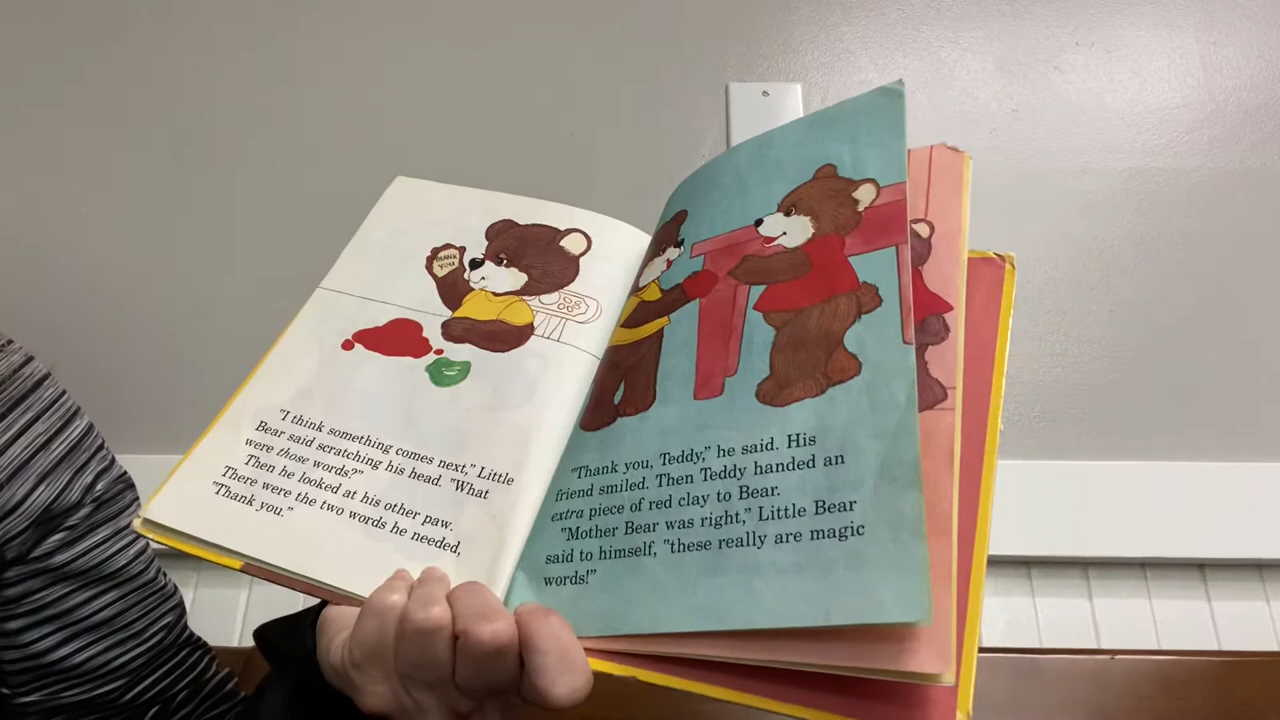 THANK
YOU
"I think something comes next," Little
Bear said scratching his head. "What
were those words?"
Then he looked at his other paw.
There were the two words he needed,
"Thank you."
"Thank you, Teddy," he said. His
friend smiled. Then Teddy handed an
extra piece of red clay to Bear.
"Mother Bear was right," Little Bear
said to himself, "these really are magic
words!"